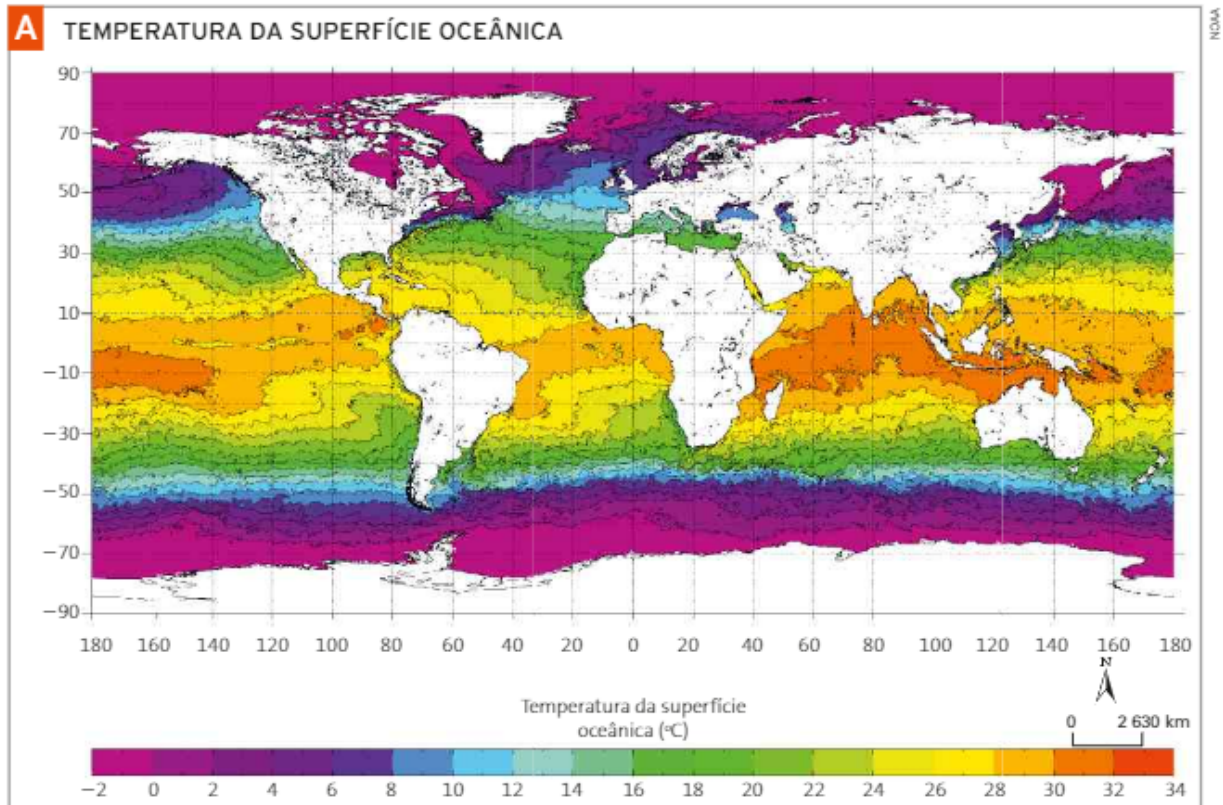 A TEMPERATURA DA SUPERFÍCIE OCEÂNICA
NOAA
90
70
50
30
10
−10
−30
−50
−70
−90
180 160 140 120 100 80 60 40 20 0 20 40 60 80 100 120 140 160 180
N
Temperatura da superfície
oceânica (ºC)
0 2 630 km
−2 0 2 4 6 8 10 12 14 16 18 20 22 24 26 28 30 32 34